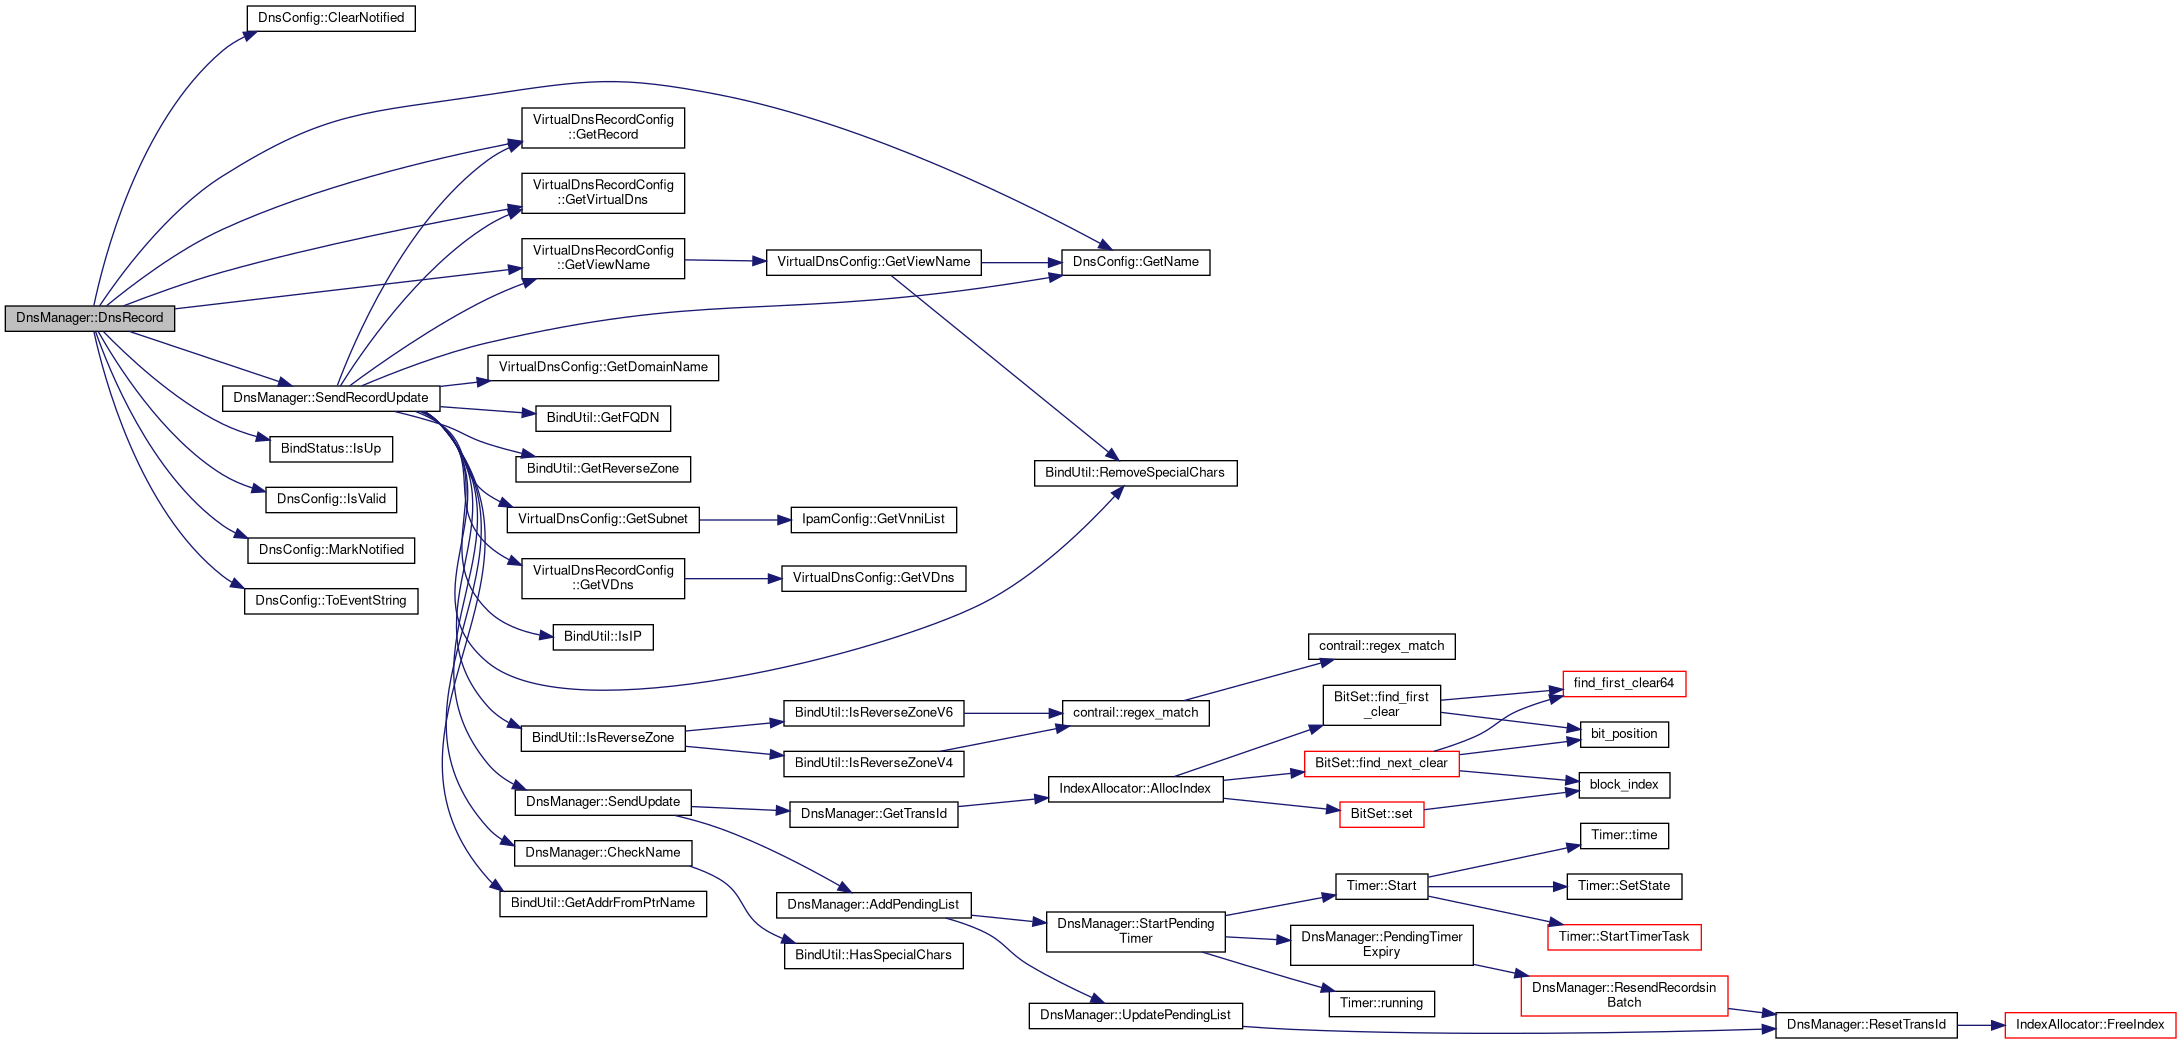 DnsConfig::ClearNotified
VirtualDnsRecordConfig
::GetRecord
VirtualDnsRecordConfig
::GetVirtualDns
VirtualDnsRecordConfig
::GetViewName
VirtualDnsConfig::GetViewName
DnsConfig::GetName
DnsManager::DnsRecord
VirtualDnsConfig::GetDomainName
DnsManager::SendRecordUpdate
BindUtil::GetFQDN
BindStatus::IsUp
BindUtil::GetReverseZone
BindUtil::RemoveSpecialChars
DnsConfig::IsValid
VirtualDnsConfig::GetSubnet
IpamConfig::GetVnniList
DnsConfig::MarkNotified
VirtualDnsRecordConfig
::GetVDns
VirtualDnsConfig::GetVDns
DnsConfig::ToEventString
BindUtil::IsIP
contrail::regex_match
find_first_clear64
BitSet::find_first
_clear
BindUtil::IsReverseZoneV6
contrail::regex_match
bit_position
BindUtil::IsReverseZone
BindUtil::IsReverseZoneV4
BitSet::find_next_clear
IndexAllocator::AllocIndex
block_index
DnsManager::SendUpdate
DnsManager::GetTransId
BitSet::set
Timer::time
DnsManager::CheckName
Timer::Start
Timer::SetState
BindUtil::GetAddrFromPtrName
DnsManager::AddPendingList
DnsManager::StartPending
Timer
DnsManager::PendingTimer
Expiry
Timer::StartTimerTask
BindUtil::HasSpecialChars
DnsManager::ResendRecordsin
Batch
Timer::running
DnsManager::UpdatePendingList
DnsManager::ResetTransId
IndexAllocator::FreeIndex